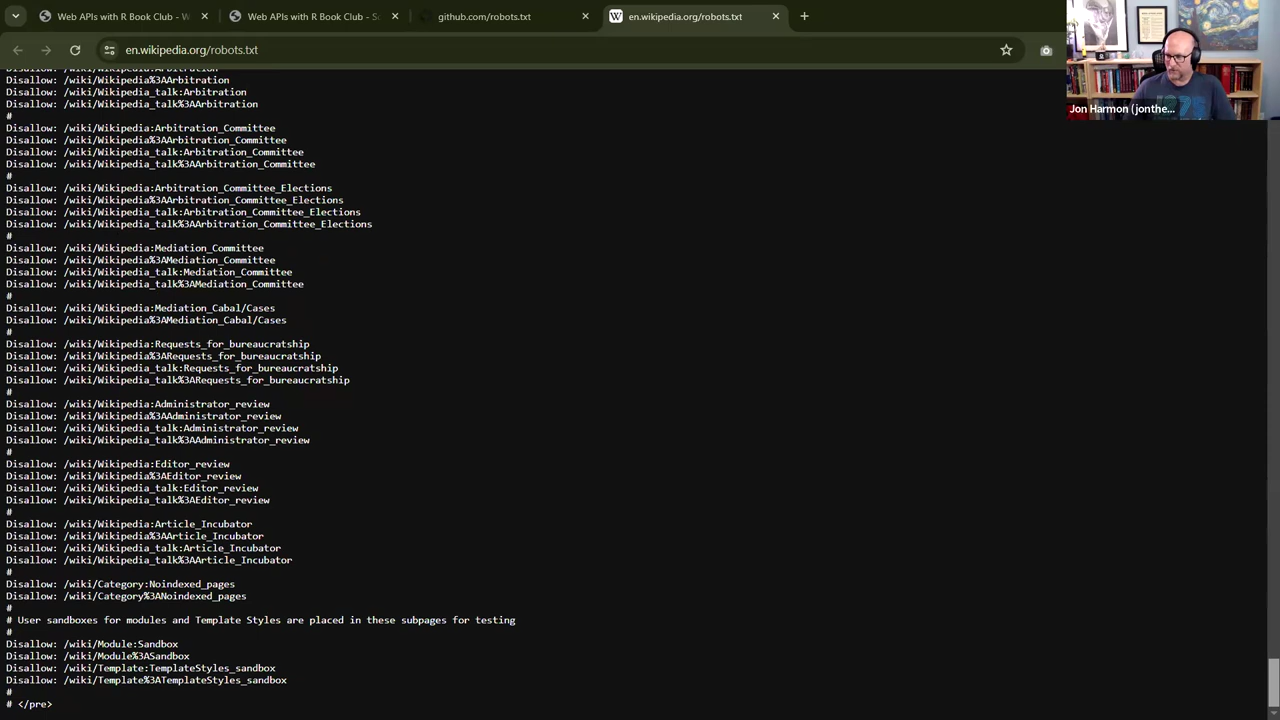 Web APIs with R Book Club - W
Web APIs with R Book Club - S
github.com/robots.txt
en.wikipedia.org/robots.txt
en.wikipedia.org/robots.txt
Jon Harmon (jonthe...
Disallow: /wiki/Wikipedia%3AArbitration
Disallow: /wiki/Wikipedia_talk:Arbitration
Disallow: /wiki/Wikipedia_talk%3AArbitration
#
Disallow: /wiki/Wikipedia:Arbitration_Committee
Disallow: /wiki/Wikipedia%3AArbitration_Committee
Disallow: /wiki/Wikipedia_talk:Arbitration_Committee
Disallow: /wiki/Wikipedia_talk%3AArbitration_Committee
#
Disallow: /wiki/Wikipedia:Arbitration_Committee_Elections
Disallow: /wiki/Wikipedia%3AArbitration_Committee_Elections
Disallow: /wiki/Wikipedia_talk:Arbitration_Committee_Elections
Disallow: /wiki/Wikipedia_talk%3AArbitration_Committee_Elections
#
Disallow: /wiki/Wikipedia:Mediation_Committee
Disallow: /wiki/Wikipedia%3AMediation_Committee
Disallow: /wiki/Wikipedia_talk:Mediation_Committee
Disallow: /wiki/Wikipedia_talk%3AMediation_Committee
#
Disallow: /wiki/Wikipedia:Mediation_Cabal/Cases
Disallow: /wiki/Wikipedia%3AMediation_Cabal/Cases
#
Disallow: /wiki/Wikipedia:Requests_for_bureaucratship
Disallow: /wiki/Wikipedia%3ARequests_for_bureaucratship
Disallow: /wiki/Wikipedia_talk:Requests_for_bureaucratship
Disallow: /wiki/Wikipedia_talk%3ARequests_for_bureaucratship
#
Disallow: /wiki/Wikipedia:Administrator_review
Disallow: /wiki/Wikipedia%3AAdministrator_review
Disallow: /wiki/Wikipedia_talk:Administrator_review
Disallow: /wiki/Wikipedia_talk%3AAdministrator_review
#
Disallow: /wiki/Wikipedia:Editor_review
Disallow: /wiki/Wikipedia%3AEditor_review
Disallow: /wiki/Wikipedia_talk:Editor_review
Disallow: /wiki/Wikipedia_talk%3AEditor_review
#
Disallow: /wiki/Wikipedia:Article_Incubator
Disallow: /wiki/Wikipedia%3AArticle_Incubator
Disallow: /wiki/Wikipedia_talk:Article_Incubator
Disallow: /wiki/Wikipedia_talk%3AArticle_Incubator
#
Disallow: /wiki/Category:Noindexed_pages
Disallow: /wiki/Category%3ANoindexed_pages
#
# User sandboxes for modules and Template Styles are placed in these subpages for testing
#
Disallow: /wiki/Module:Sandbox
Disallow: /wiki/Module%3ASandbox
Disallow: /wiki/Template:TemplateStyles_sandbox
Disallow: /wiki/Template%3ATemplateStyles_sandbox
#
# </pre>